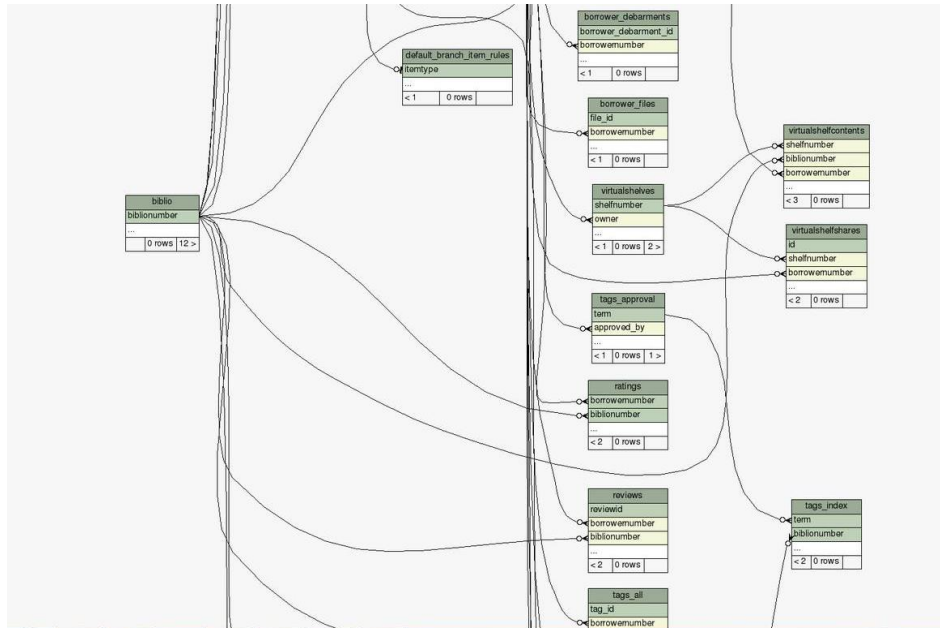 borrower_debarments
borrower_debarment_id
borrowernumber
...
< 1 0 rows
default_branch_item_rules
itemtype
...
< 1 0 rows
borrower_files
file_id
borrowernumber
...
< 1 0 rows
virtualshelfcontents
shelfnumber
biblionumber
borrowernumber
...
< 3 0 rows
biblio
biblionumber
...
0 rows 12 >
virtualshelves
shelfnumber
owner
...
< 1 0 rows 2 >
virtualshelfshares
id
shelfnumber
borrowernumber
...
< 2 0 rows
tags_approval
term
approved_by
...
< 1 0 rows 1 >
ratings
borrowernumber
biblionumber
...
< 2 0 rows
reviews
reviewid
borrowernumber
biblionumber
...
< 2 0 rows
tags_index
term
biblionumber
...
< 2 0 rows
tags_all
tag_id
borrowernumber